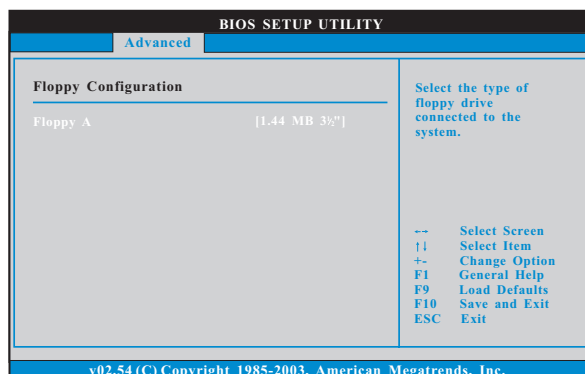 BIOS SETUP UTILITY
Advanced
Floppy Configuration
Floppy A [1.44 MB 3½"]
Select the type of
floppy drive
connected to the
system.
←→ Select Screen
↑↓ Select Item
+- Change Option
F1 General Help
F9 Load Defaults
F10 Save and Exit
ESC Exit
v02.54 (C) Copyright 1985-2003, American Megatrends, Inc.